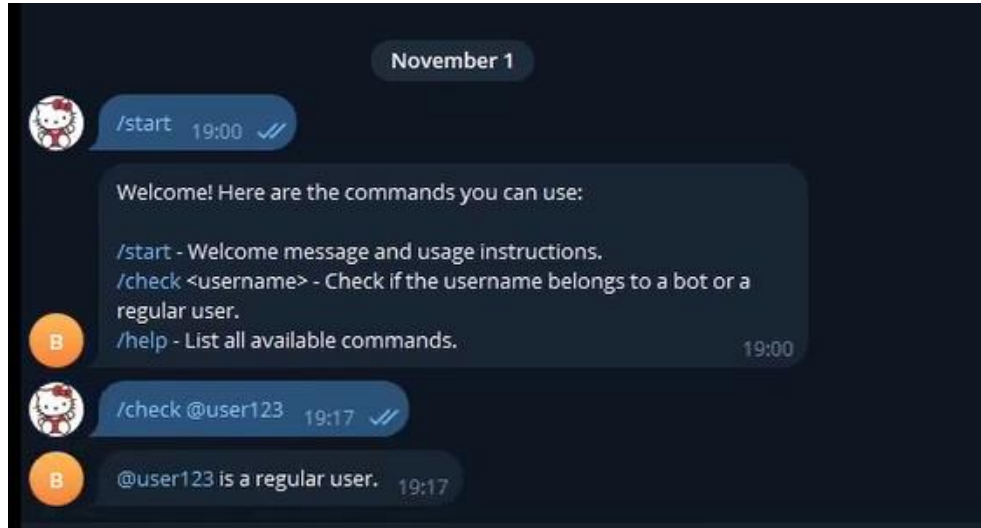 November 1
/start 19:00
Welcome! Here are the commands you can use:
/start - Welcome message and usage instructions.
/check <username> - Check if the username belongs to a bot or a
regular user.
/help - List all available commands.
19:00
B
/check @user123 19:17
@user123 is a regular user. 19:17
B